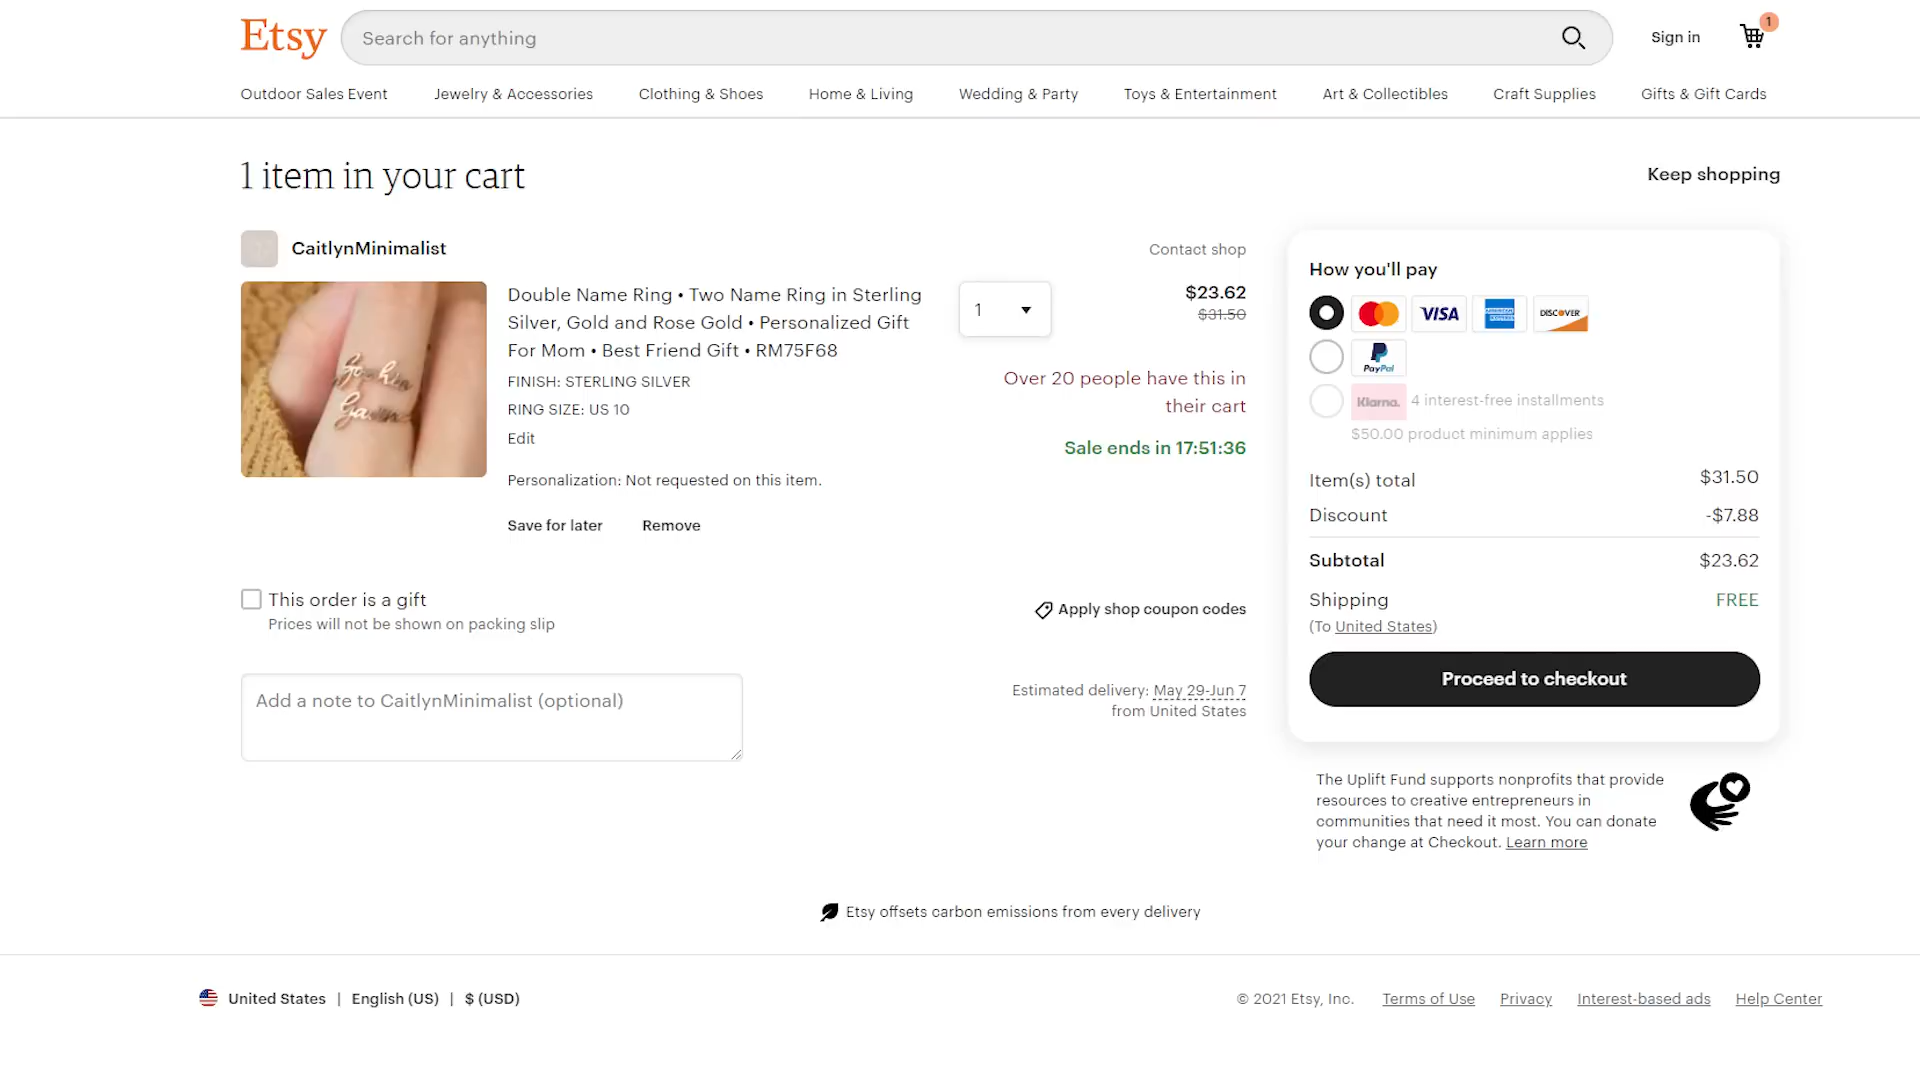 Etsy
Search for anything
Sign in
1
Outdoor Sales Event
Jewelry & Accessories
Clothing & Shoes
Home & Living
Wedding & Party
Toys & Entertainment
Art & Collectibles
Craft Supplies
Gifts & Gift Cards
1 item in your cart
Keep shopping
CaitlynMinimalist
Contact shop
Double Name Ring • Two Name Ring in Sterling
Silver, Gold and Rose Gold • Personalized Gift
For Mom • Best Friend Gift • RM75F68
FINISH: STERLING SILVER
RING SIZE: US 10
Edit
Personalization: Not requested on this item.
Save for later
Remove
1
$23.62
$31.50
Over 20 people have this in
their cart
Sale ends in 17:51:36
This order is a gift
Prices will not be shown on packing slip
Apply shop coupon codes
Add a note to CaitlynMinimalist (optional)
Estimated delivery: May 29-Jun 7
from United States
How you'll pay
VISA
AMERICAN EXPRESS
DISCOVER
PayPal
Klarna. 4 interest-free installments
$50.00 product minimum applies
Item(s) total $31.50
Discount -$7.88
Subtotal $23.62
Shipping FREE
(To United States)
Proceed to checkout
The Uplift Fund supports nonprofits that provide
resources to creative entrepreneurs in
communities that need it most. You can donate
your change at Checkout. Learn more
Etsy offsets carbon emissions from every delivery
United States | English (US) | $ (USD)
© 2021 Etsy, Inc.
Terms of Use
Privacy
Interest-based ads
Help Center